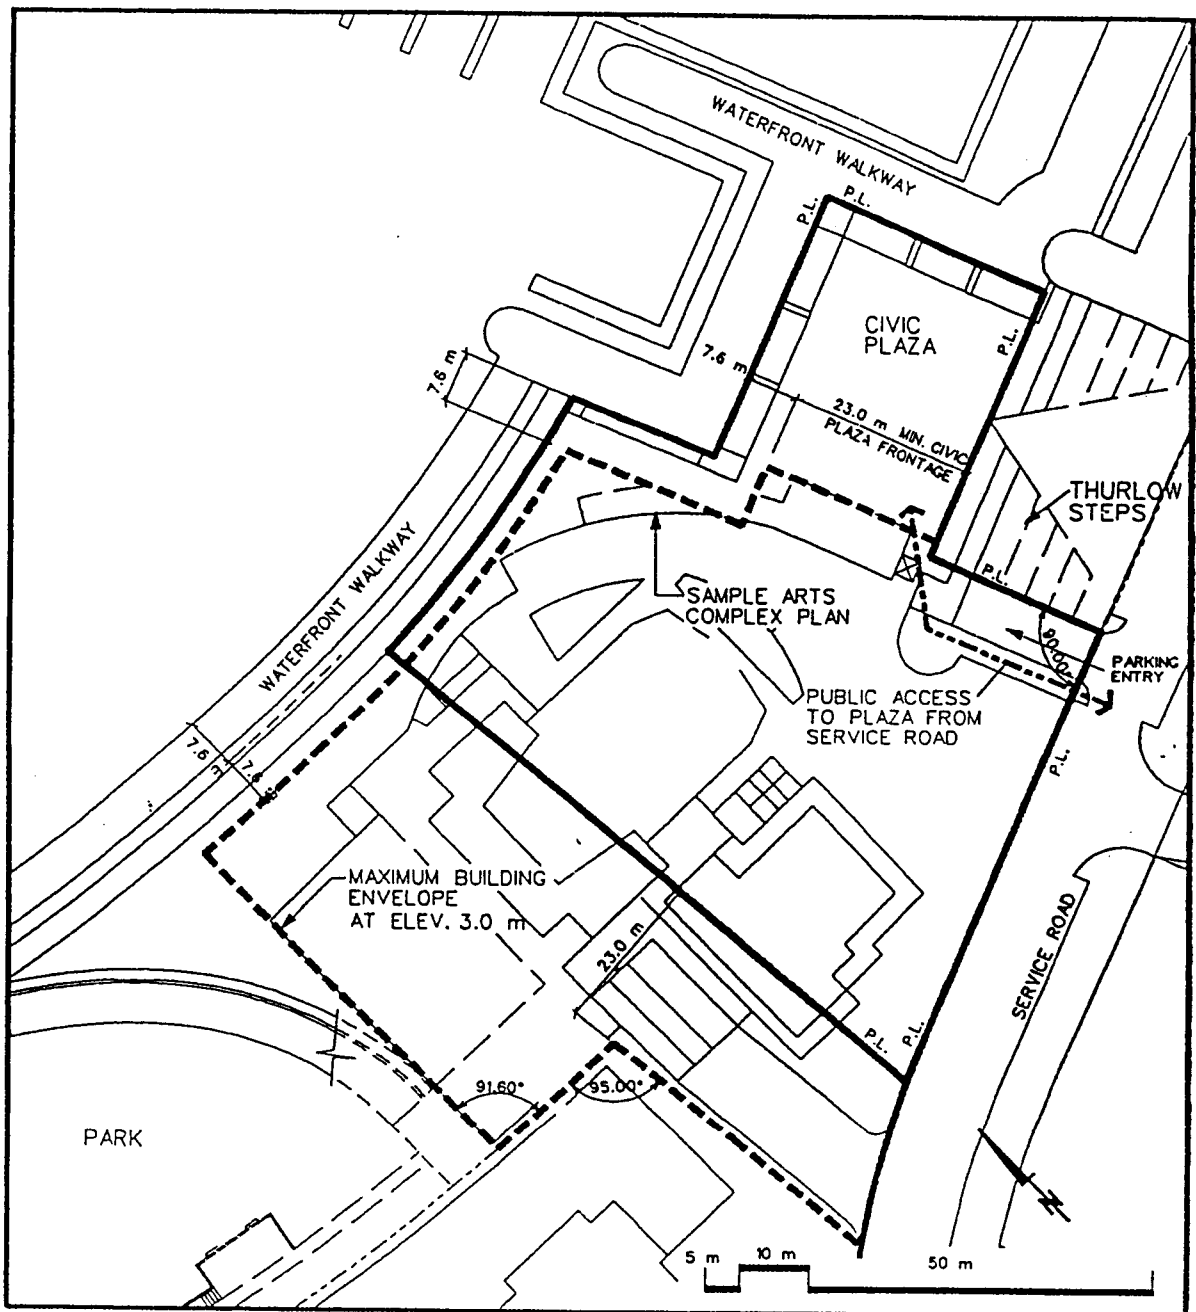 WATERFRONT WALKWAY
P.L.
P.L.
CIVIC
PLAZA
P.L.
7.6 m
7.6 m
23.0 m MIN. CIVIC
PLAZA FRONTAGE
THURLOW
STEPS
WATERFRONT WALKWAY
P.L.
SAMPLE ARTS
COMPLEX PLAN
90.00°
PARKING
ENTRY
PUBLIC ACCESS
TO PLAZA FROM
SERVICE ROAD
P.L.
7.6 m
7.6
MAXIMUM BUILDING
ENVELOPE
AT ELEV. 3.0 m
23.0 m
SERVICE ROAD
P.L.
P.L.
91.60°
95.00°
PARK
N
5 m
10 m
50 m